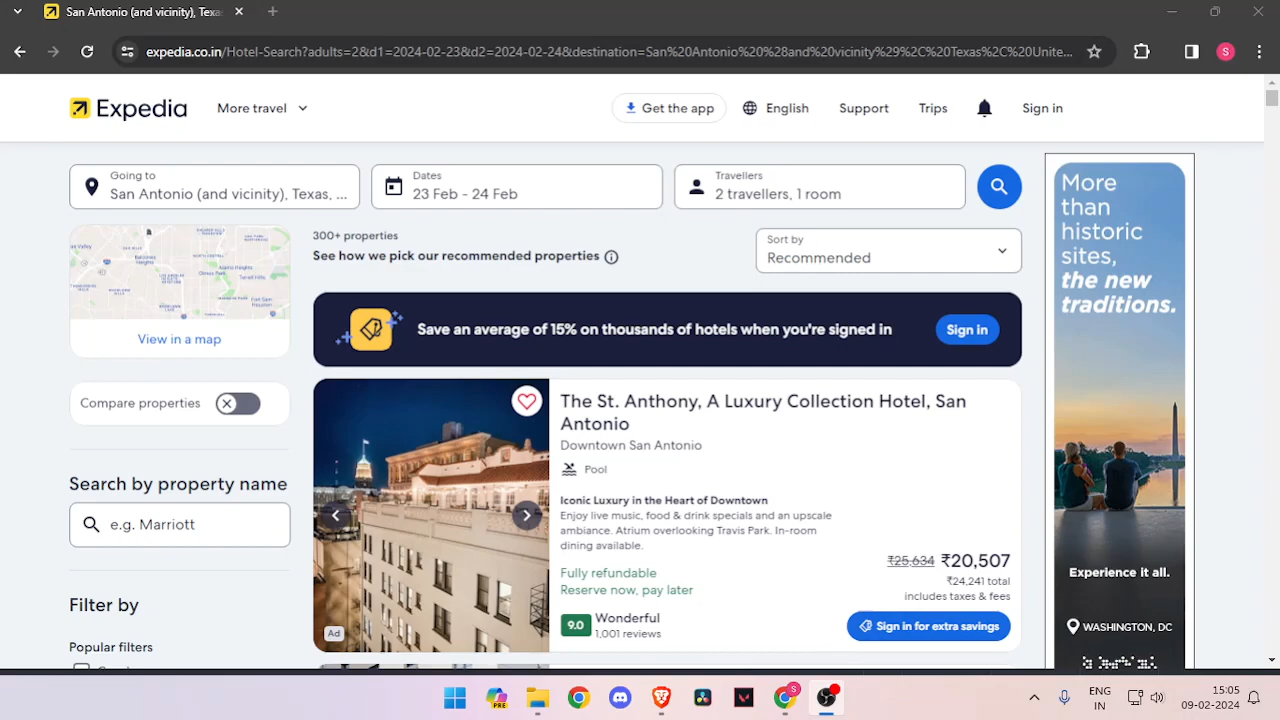 San Antonio (and vicinity), Texas
expedia.co.in/Hotel-Search?adults=2&d1=2024-02-23&d2=2024-02-24&destination=San%20Antonio%20%28and%20vicinity%29%2C%20Texas%2C%20Unite...
S
Expedia
More travel
Get the app
English
Support
Trips
Sign in
Going to
San Antonio (and vicinity), Texas, ...
Dates
23 Feb - 24 Feb
Travellers
2 travellers, 1 room
300+ properties
See how we pick our recommended properties
Sort by
Recommended
View in a map
Save an average of 15% on thousands of hotels when you're signed in
Sign in
Compare properties
Search by property name
e.g. Marriott
Filter by
Popular filters
The St. Anthony, A Luxury Collection Hotel, San
Antonio
Downtown San Antonio
Pool
Iconic Luxury in the Heart of Downtown
Enjoy live music, food & drink specials and an upscale
ambiance. Atrium overlooking Travis Park. In-room
dining available.
Fully refundable
Reserve now, pay later
9.0 Wonderful
1,001 reviews
₹25,634 ₹20,507
₹24,241 total
includes taxes & fees
Sign in for extra savings
Ad
More
than
historic
sites,
the new
traditions.
Experience it all.
WASHINGTON, DC
PRE
S
ENG
IN
15:05
09-02-2024